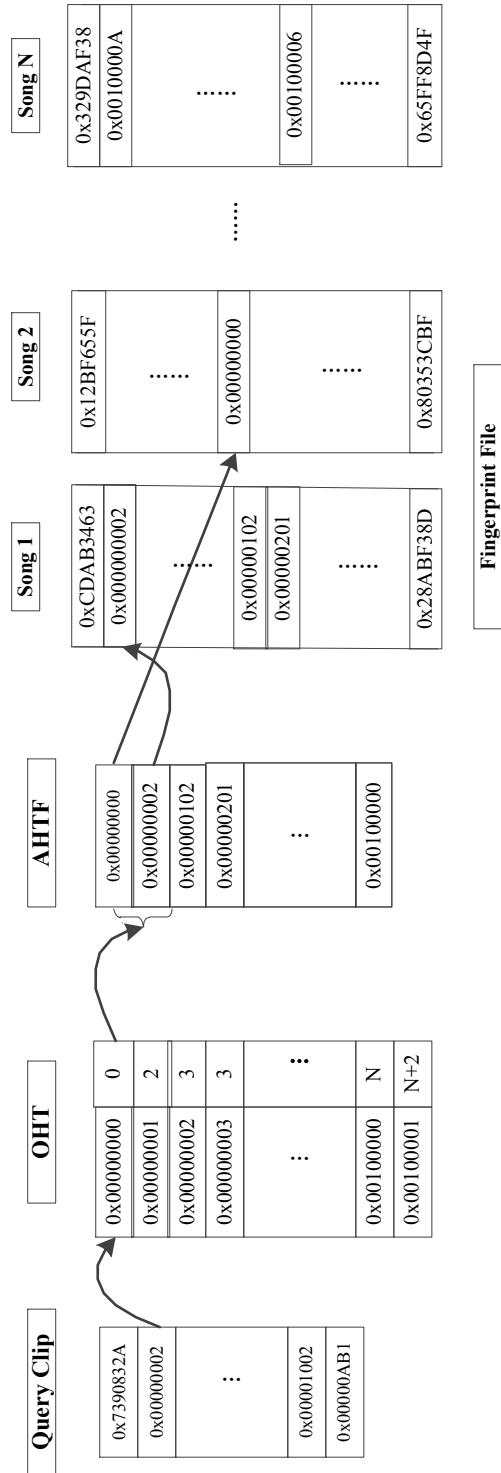 Query Clip
0x7390832A
0x00000002
...
0x00001002
0x00000AB1
OHT
0x00000000 0
0x00000001 2
0x00000002 3
0x00000003 3
... ...
0x00100000 N
0x00100001 N+2
AHTF
0x00000000
0x00000002
0x00000102
0x00000201
...
0x00100000
Song 1
0xCDAB3463
0x000000002
......
0x00000102
0x00000201
......
0x28ABF38D
Song 2
0x12BF655F
......
0x00000000
......
0x80353CBF
......
Song N
0x329DAF38
0x0010000A
......
0x00100006
......
0x65FF8D4F
Fingerprint File